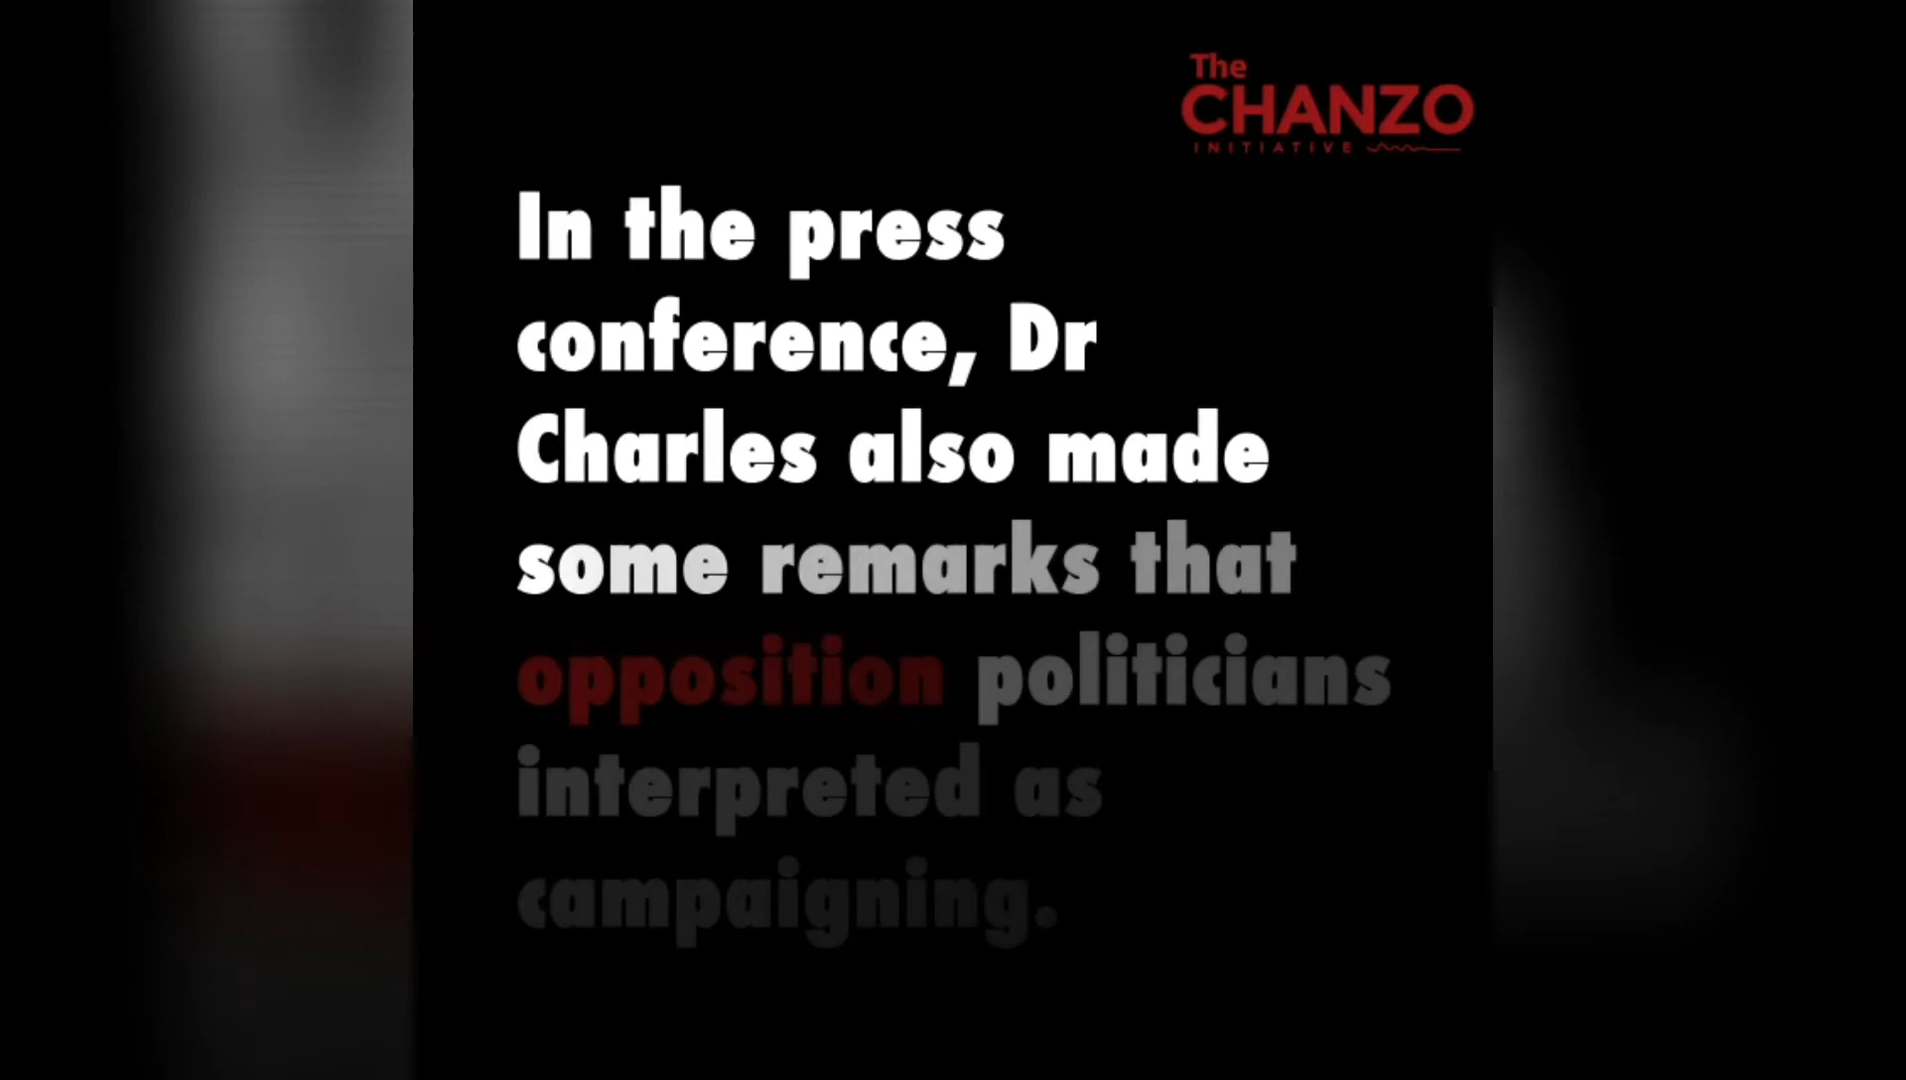 The
CHANZO
INITIATIVE
In the press
conference, Dr
Charles also made
some remarks that
opposition politicians
interpreted as
campaigning.